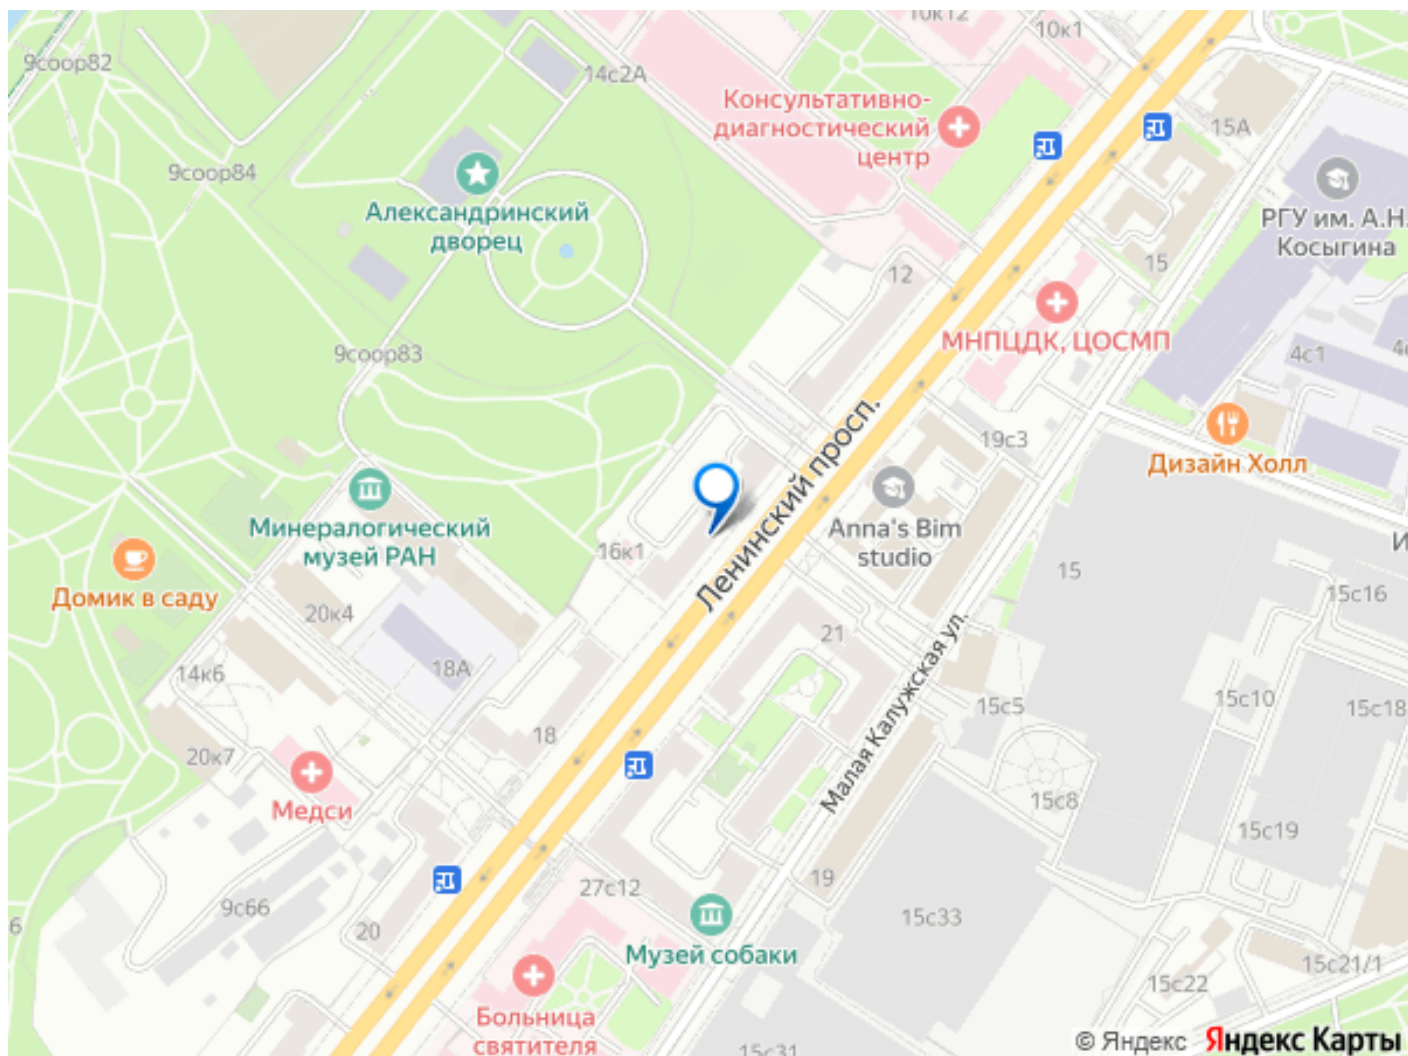 10к12
10к1
9соор82
14с2А
Консультативно-
диагностический
центр
15А
9соор84
Александринский
дворец
РГУ им. А.Н.
Косыгина
15
12
МНПЦДК, ЦОСМП
9соор83
4с1
Ленинский просп.
19с3
Дизайн Холл
Минералогический
музей РАН
Anna's Bim
studio
16к1
15
Домик в саду
20к4
15с16
21
14к6
18А
Малая Калужская ул.
15с10
15с5
15с18
18
20к7
Медси
15с8
15с19
19
27с12
9с66
20
15с33
Музей собаки
15с21/1
15с22
Больница
святителя
15с31
© Яндекс Яндекс Карты